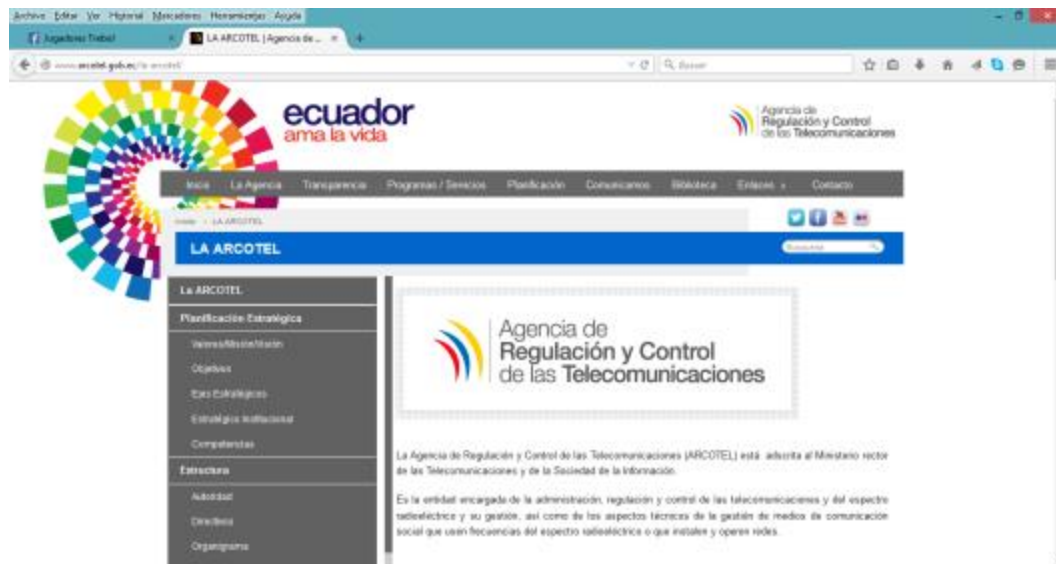 Archivo Editar Ver Historial Marcadores Herramientas Ayuda
LA ARCOTEL | Agencia de ...
www.arcotel.gob.ec/la-arcotel/
Buscar
ecuador
ama la vida
Agencia de
Regulación y Control
de las Telecomunicaciones
Inicio La Agencia Transparencia Programas / Servicios Planificación Comunicamos Biblioteca Enlaces Contacto
LA ARCOTEL
LA ARCOTEL
La ARCOTEL
Planificación Estratégica
Valores/Misión/Visión
Objetivos
Ejes Estratégicos
Estratégico Institucional
Competencias
Estructura
Autoridad
Directorio
Organigrama
Agencia de
Regulación y Control
de las Telecomunicaciones
La Agencia de Regulación y Control de las Telecomunicaciones (ARCOTEL) está adscrita al Ministerio rector
de las Telecomunicaciones y de la Sociedad de la Información.
Es la entidad encargada de la administración, regulación y control de las telecomunicaciones y del espectro
radioeléctrico y su gestión, así como de los aspectos técnicos de la gestión de medios de comunicación
social que usen frecuencias del espectro radioeléctrico o que instalen y operen redes.